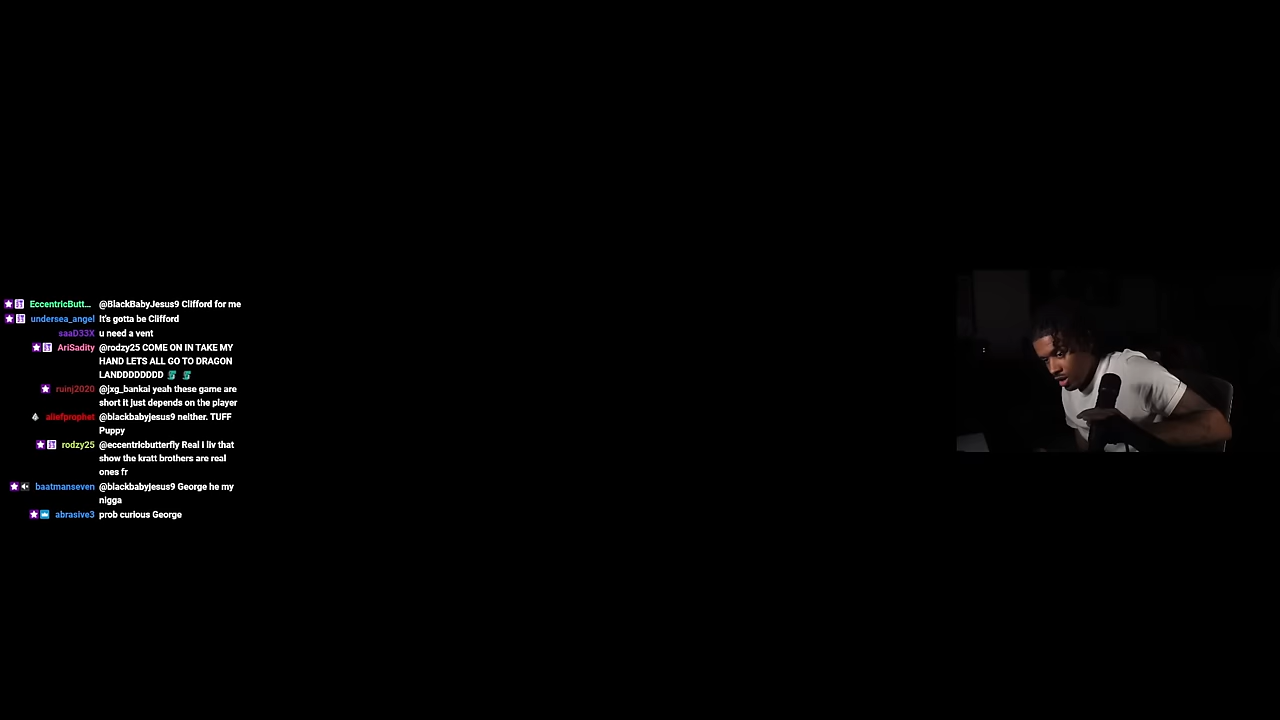 EccentricButt... @BlackBabyJesus9 Clifford for me
undersea_angel It's gotta be Clifford
saaD33X u need a vent
AriSadity @rodzy25 COME ON IN TAKE MY
HAND LETS ALL GO TO DRAGON
LANDDDDDDDD
ruinj2020 @jxg_bankai yeah these game are
short it just depends on the player
aliefprophet @blackbabyjesus9 neither. TUFF
Puppy
rodzy25 @eccentricbutterfly Real I liv that
show the kratt brothers are real
ones fr
baatmanseven @blackbabyjesus9 George he my
nigga
abrasive3 prob curious George